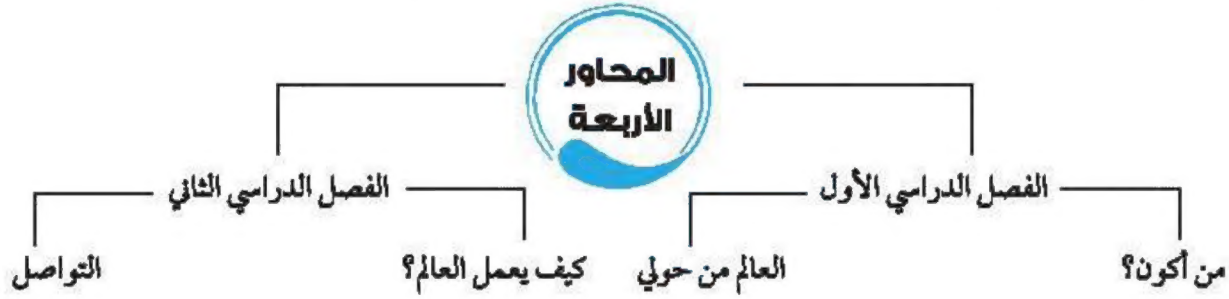 المحاور
الأربعة
الفصل الدراسي الأول
الفصل الدراسي الثاني
من أكون؟
العالم من حولي
كيف يعمل العالم؟
التواصل